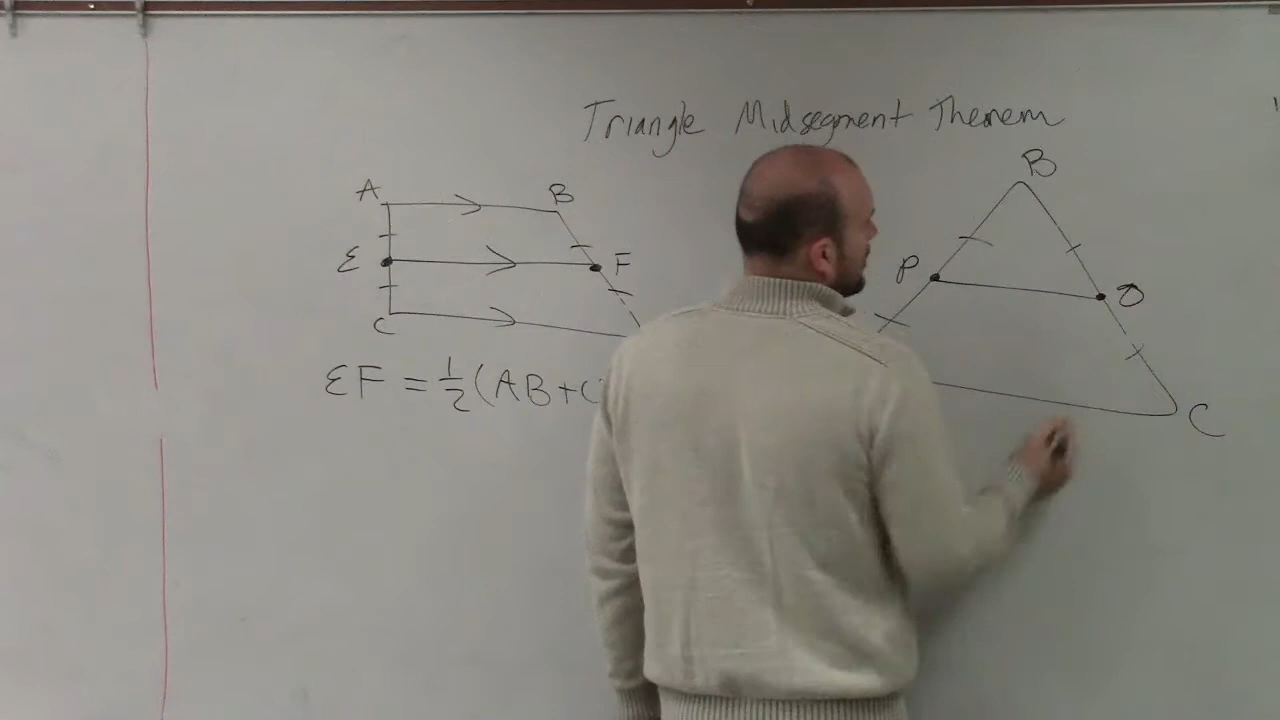 Triangle Midsegment Theorem
A
B
E
F
C
EF = 1/2 (AB+C
B
P
D
C